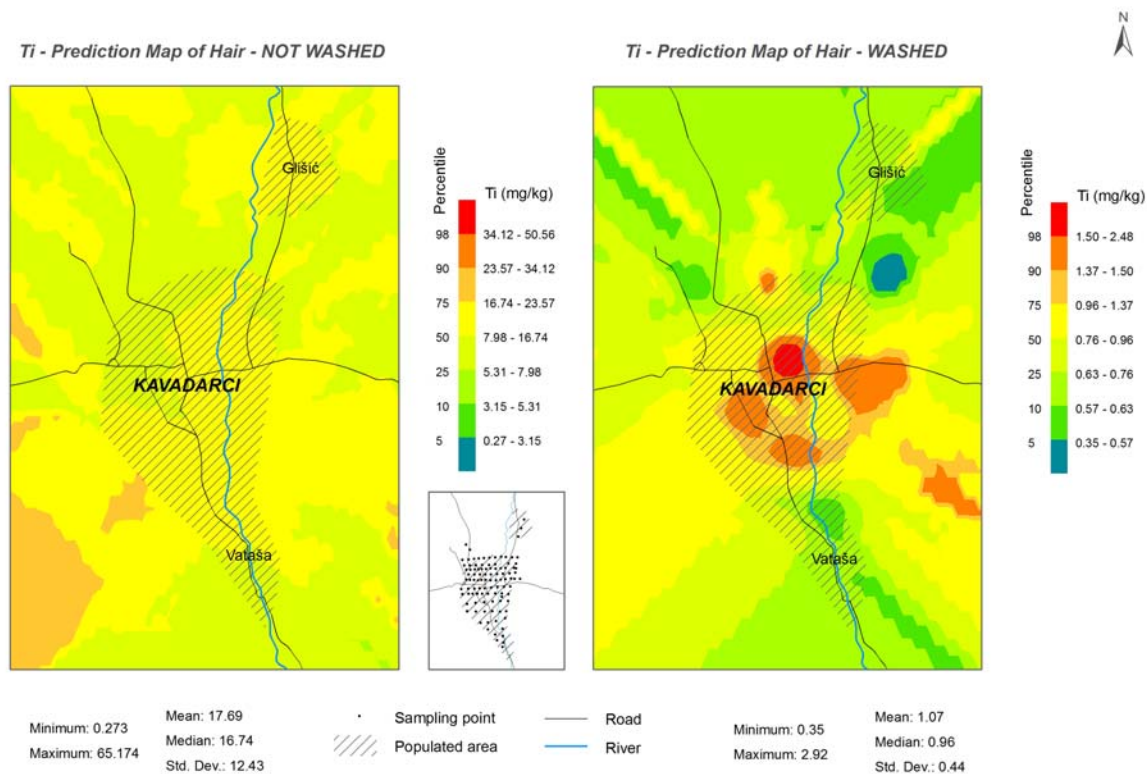 N
Ti - Prediction Map of Hair - NOT WASHED
Ti - Prediction Map of Hair - WASHED
Glišić
KAVADARCI
Vataša
Percentile
Ti (mg/kg)
98
34.12 - 50.56
90
23.57 - 34.12
75
16.74 - 23.57
50
7.98 - 16.74
25
5.31 - 7.98
10
3.15 - 5.31
5
0.27 - 3.15
Glišić
KAVADARCI
Vataša
Percentile
Ti (mg/kg)
98
1.50 - 2.48
90
1.37 - 1.50
75
0.96 - 1.37
50
0.76 - 0.96
25
0.63 - 0.76
10
0.57 - 0.63
5
0.35 - 0.57
Minimum: 0.273
Maximum: 65.174
Mean: 17.69
Median: 16.74
Std. Dev.: 12.43
Sampling point
Populated area
Road
River
Minimum: 0.35
Maximum: 2.92
Mean: 1.07
Median: 0.96
Std. Dev.: 0.44